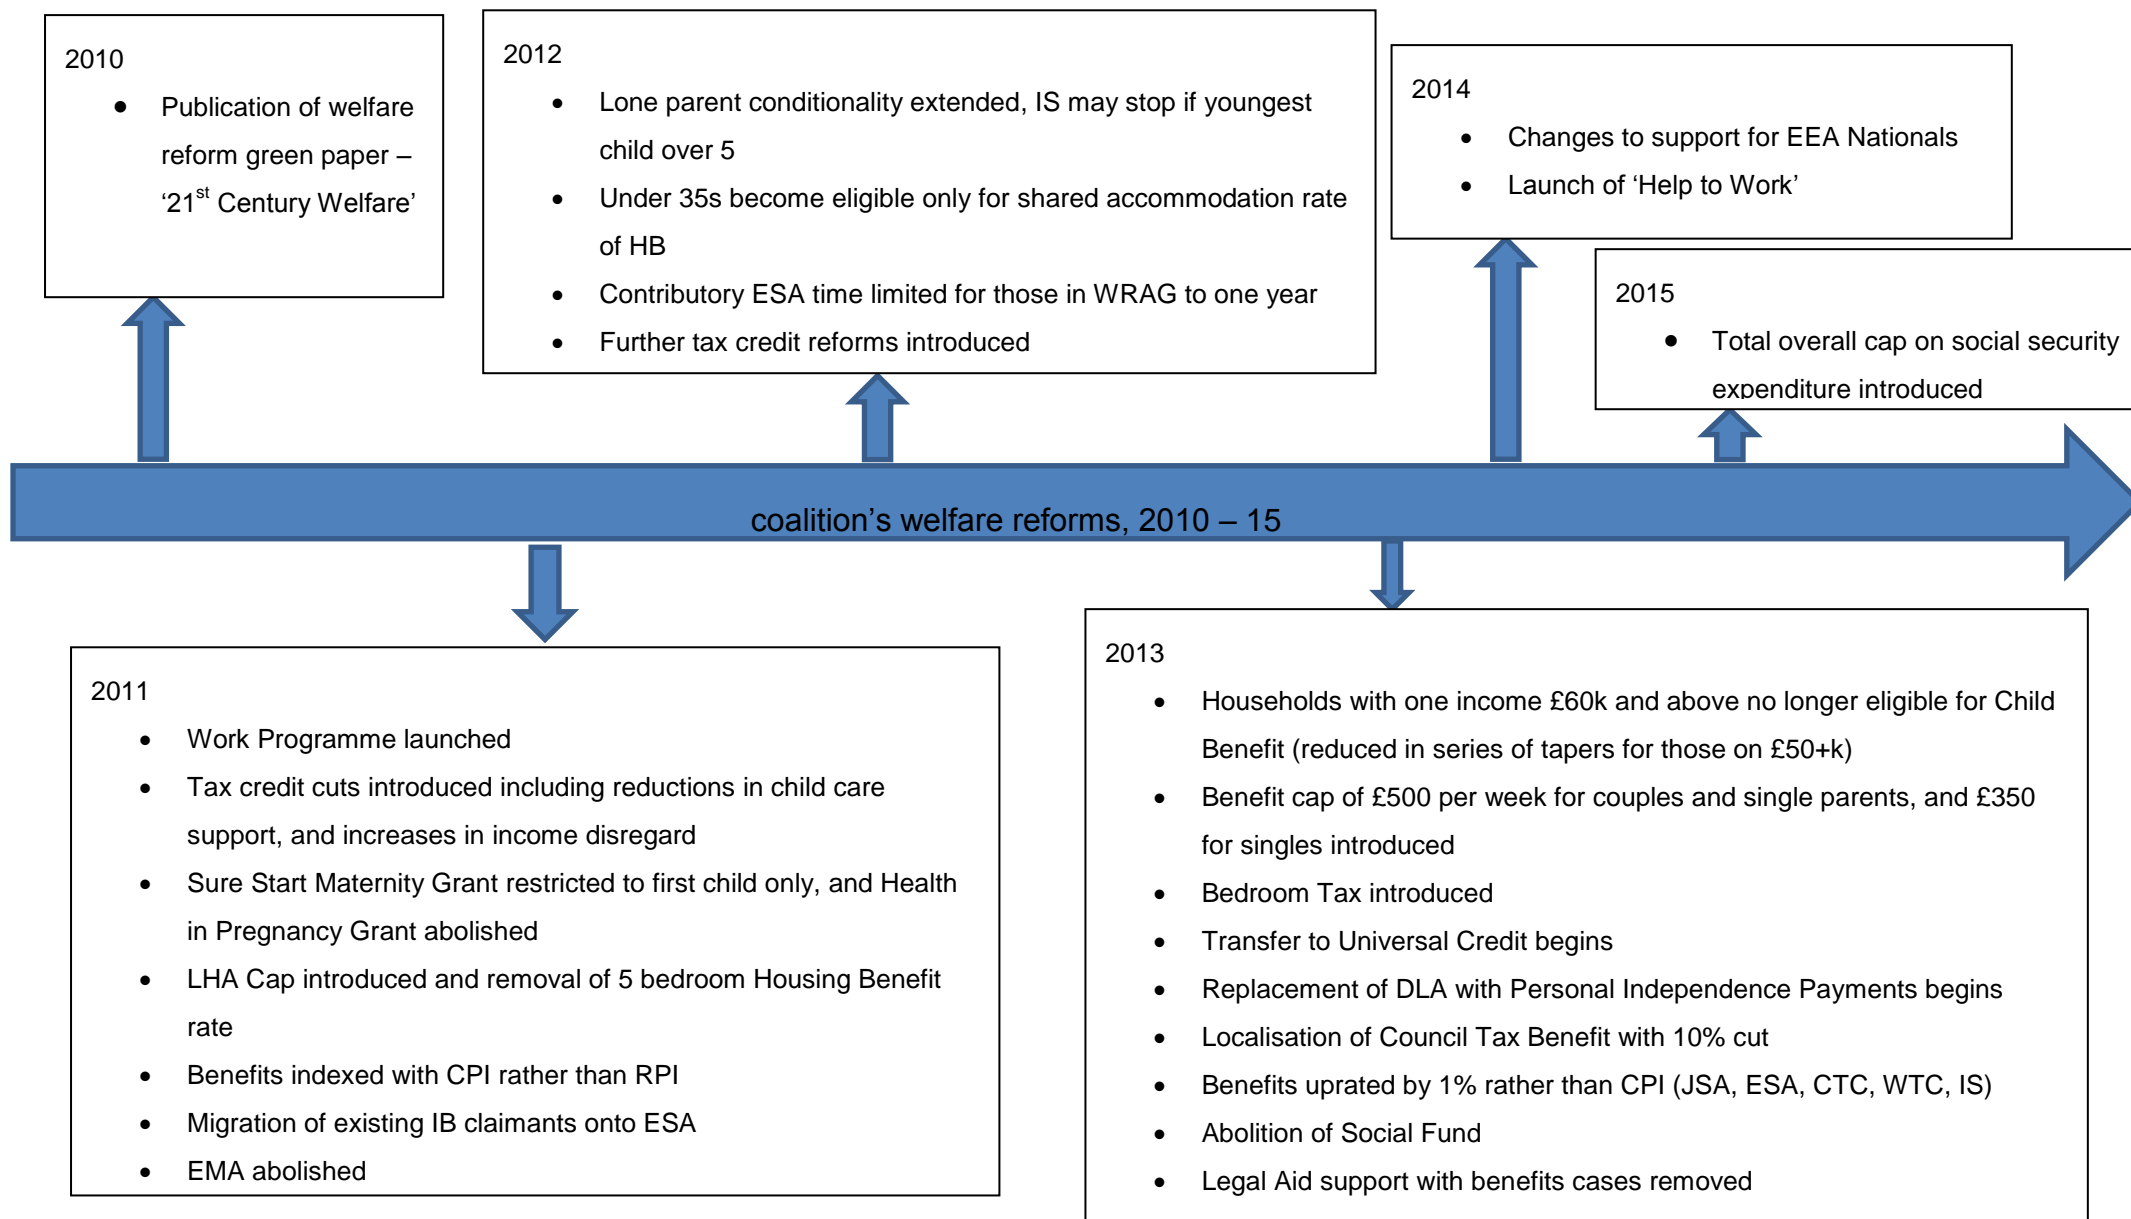 2010
• Publication of welfare
reform green paper –
‘21st Century Welfare’
2012
• Lone parent conditionality extended, IS may stop if youngest
child over 5
• Under 35s become eligible only for shared accommodation rate
of HB
• Contributory ESA time limited for those in WRAG to one year
• Further tax credit reforms introduced
2014
• Changes to support for EEA Nationals
• Launch of ‘Help to Work’
2015
• Total overall cap on social security
expenditure introduced
coalition’s welfare reforms, 2010 – 15
2011
• Work Programme launched
• Tax credit cuts introduced including reductions in child care
support, and increases in income disregard
• Sure Start Maternity Grant restricted to first child only, and Health
in Pregnancy Grant abolished
• LHA Cap introduced and removal of 5 bedroom Housing Benefit
rate
• Benefits indexed with CPI rather than RPI
• Migration of existing IB claimants onto ESA
• EMA abolished
2013
• Households with one income £60k and above no longer eligible for Child
Benefit (reduced in series of tapers for those on £50+k)
• Benefit cap of £500 per week for couples and single parents, and £350
for singles introduced
• Bedroom Tax introduced
• Transfer to Universal Credit begins
• Replacement of DLA with Personal Independence Payments begins
• Localisation of Council Tax Benefit with 10% cut
• Benefits uprated by 1% rather than CPI (JSA, ESA, CTC, WTC, IS)
• Abolition of Social Fund
• Legal Aid support with benefits cases removed